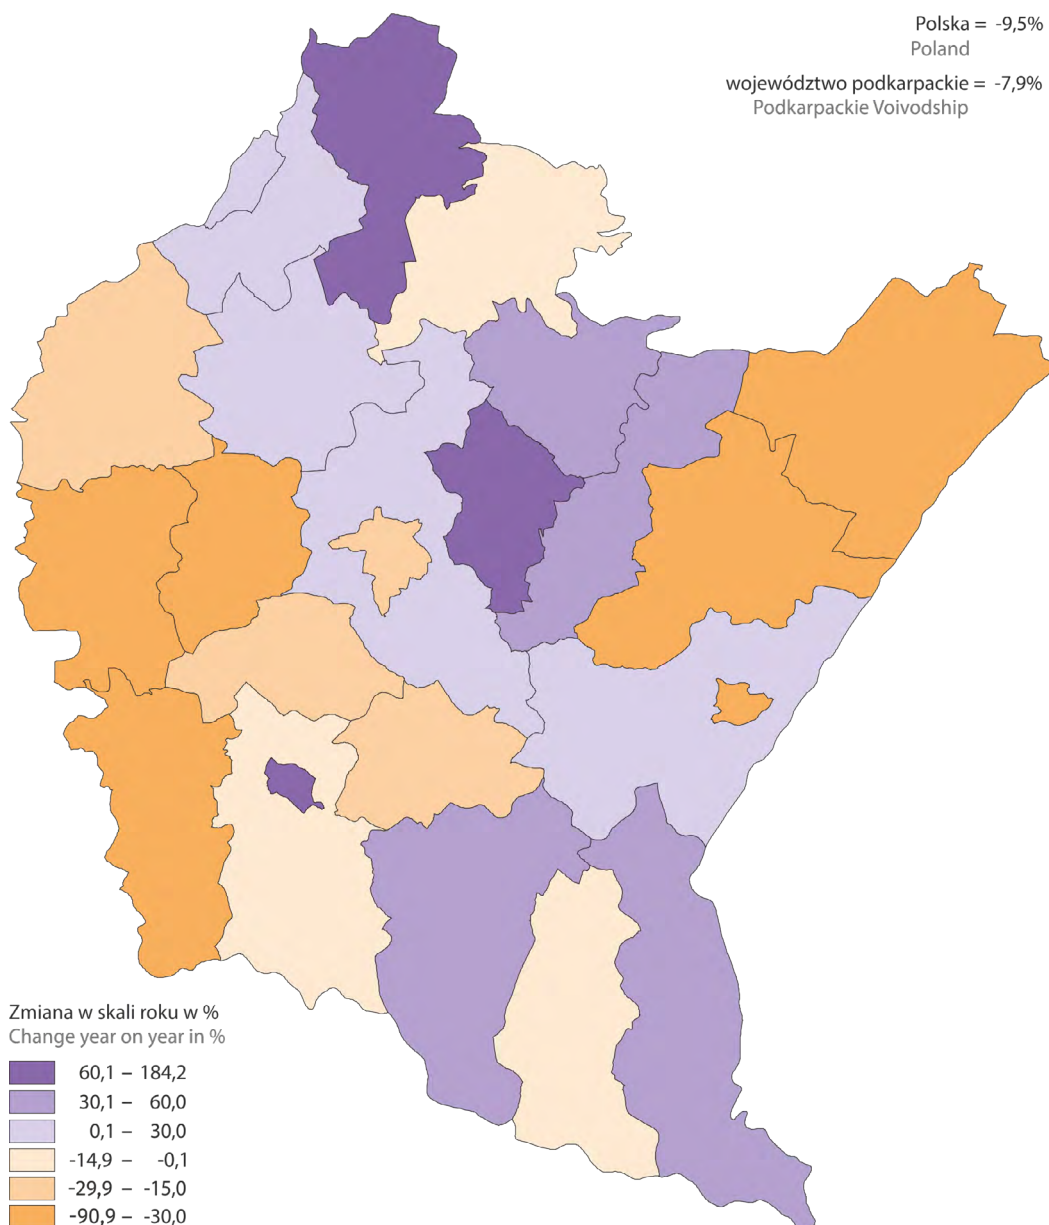 Polska = -9,5%
Poland
województwo podkarpackie = -7,9%
Podkarpackie Voivodship
Zmiana w skali roku w %
Change year on year in %
60,1 – 184,2
30,1 – 60,0
0,1 – 30,0
-14,9 – -0,1
-29,9 – -15,0
-90,9 – -30,0